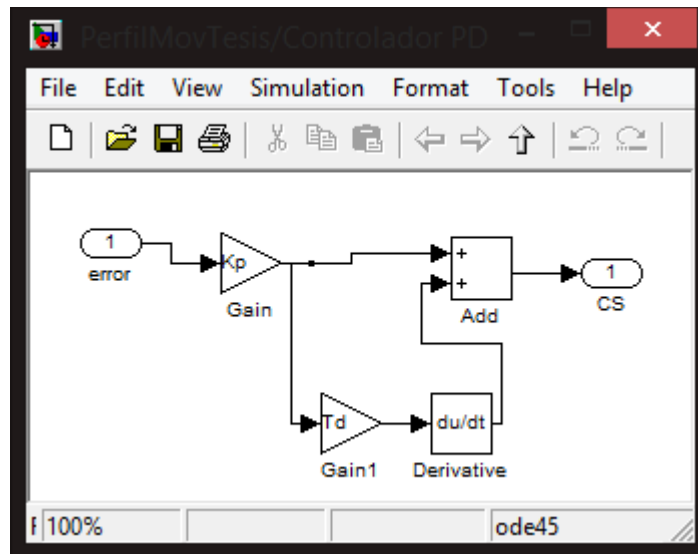 PerfilMovTesis/Controlador PD
File Edit View Simulation Format Tools Help
1
error
Kp
Gain
+
+
Add
1
CS
Td
Gain1
du/dt
Derivative
100%
ode45